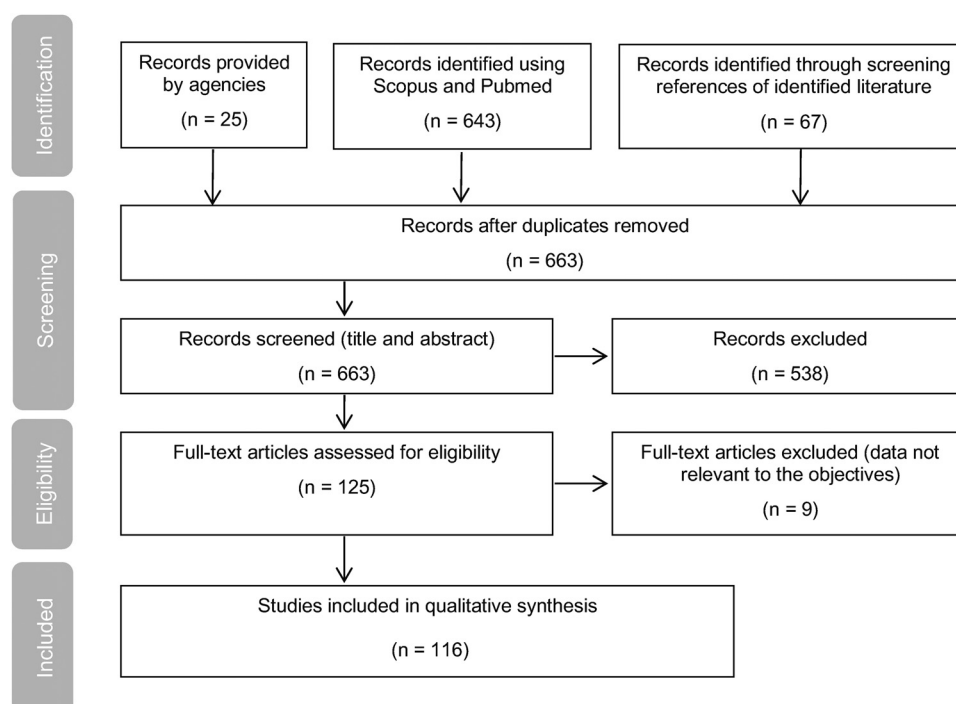 Identification
Records provided
by agencies
(n = 25)
Records identified using
Scopus and Pubmed
(n = 643)
Records identified through screening
references of identified literature
(n = 67)
Screening
Records after duplicates removed
(n = 663)
Records screened (title and abstract)
(n = 663)
Records excluded
(n = 538)
Eligibility
Full-text articles assessed for eligibility
(n = 125)
Full-text articles excluded (data not
relevant to the objectives)
(n = 9)
Included
Studies included in qualitative synthesis
(n = 116)